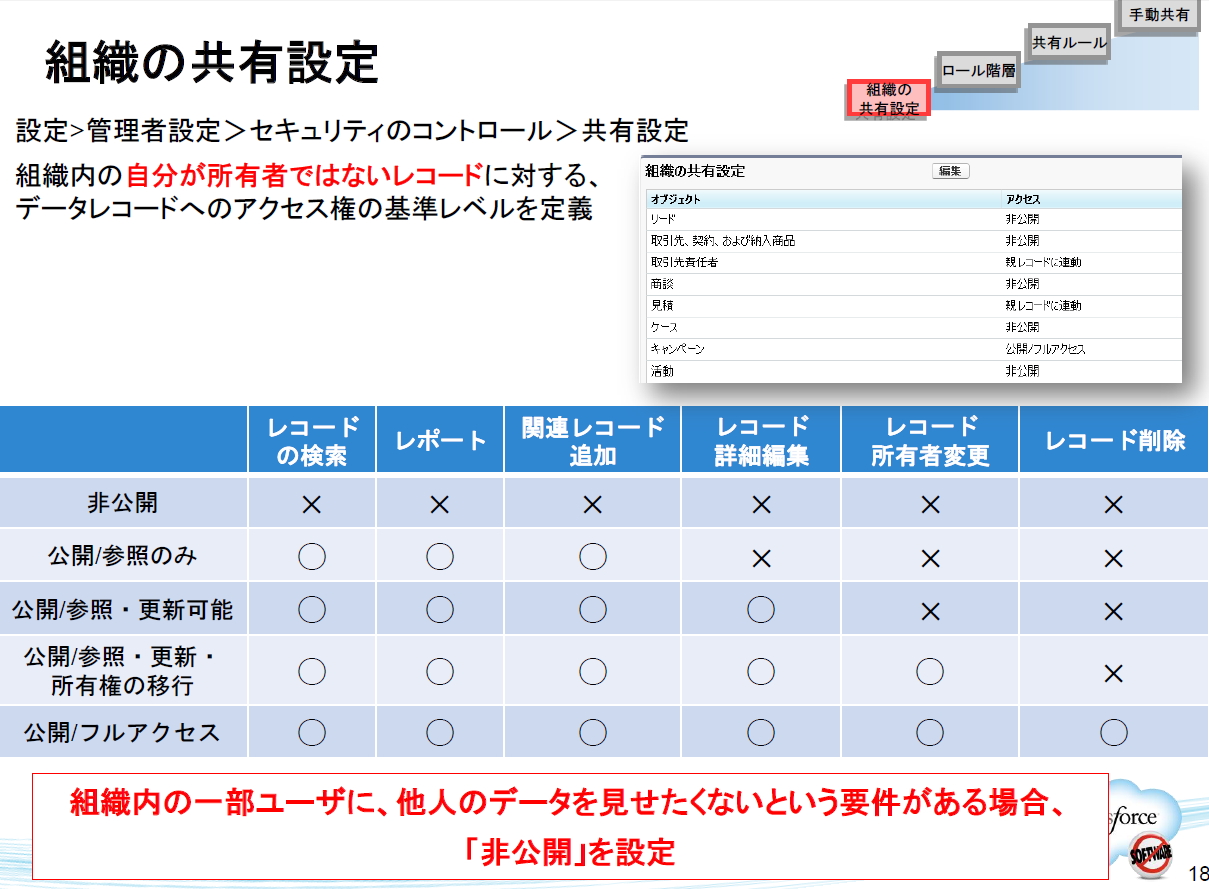 手動共有
共有ルール
ロール階層
組織の
共有設定
組織の共有設定
設定>管理者設定＞セキュリティのコントロール＞共有設定
組織内の自分が所有者ではないレコードに対する、
データレコードへのアクセス権の基準レベルを定義
組織の共有設定 編集
オブジェクト アクセス
リード 非公開
取引先、契約、および納入商品 非公開
取引先責任者 親レコードに連動
商談 非公開
見積 親レコードに連動
ケース 非公開
キャンペーン 公開/フルアクセス
活動 非公開
レコードの検索 レポート 関連レコード追加 レコード詳細編集 レコード所有者変更 レコード削除
非公開 × × × × × ×
公開/参照のみ ○ ○ ○ × × ×
公開/参照・更新可能 ○ ○ ○ ○ × ×
公開/参照・更新・
所有権の移行 ○ ○ ○ ○ ○ ×
公開/フルアクセス ○ ○ ○ ○ ○ ○
組織内の一部ユーザに、他人のデータを見せたくないという要件がある場合、
「非公開」を設定
sforce
SOFTWARE
18